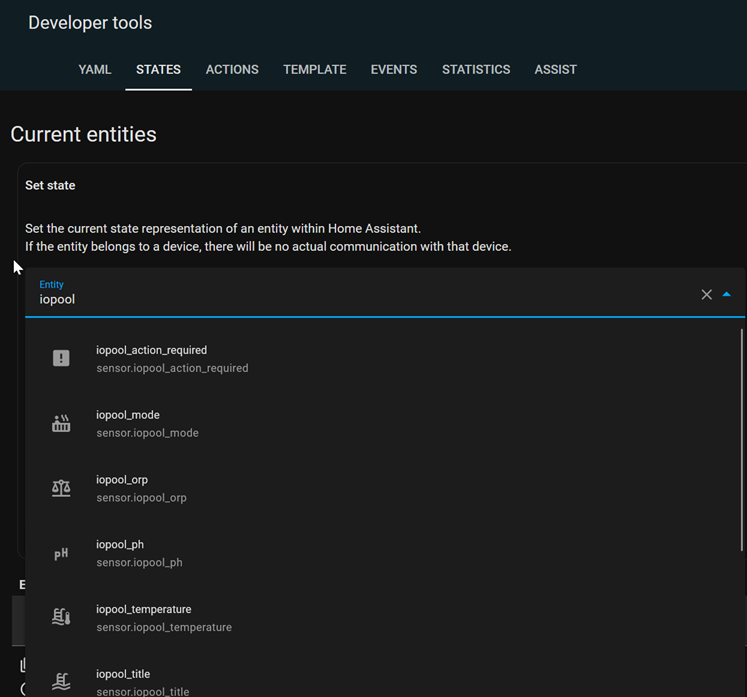 Developer tools
YAML STATES ACTIONS TEMPLATE EVENTS STATISTICS ASSIST
Current entities
Set state
Set the current state representation of an entity within Home Assistant.
If the entity belongs to a device, there will be no actual communication with that device.
Entity
iopool
iopool_action_required
sensor.iopool_action_required
iopool_mode
sensor.iopool_mode
iopool_orp
sensor.iopool_orp
pH
iopool_ph
sensor.iopool_ph
iopool_temperature
sensor.iopool_temperature
iopool_title
sensor.iopool_title